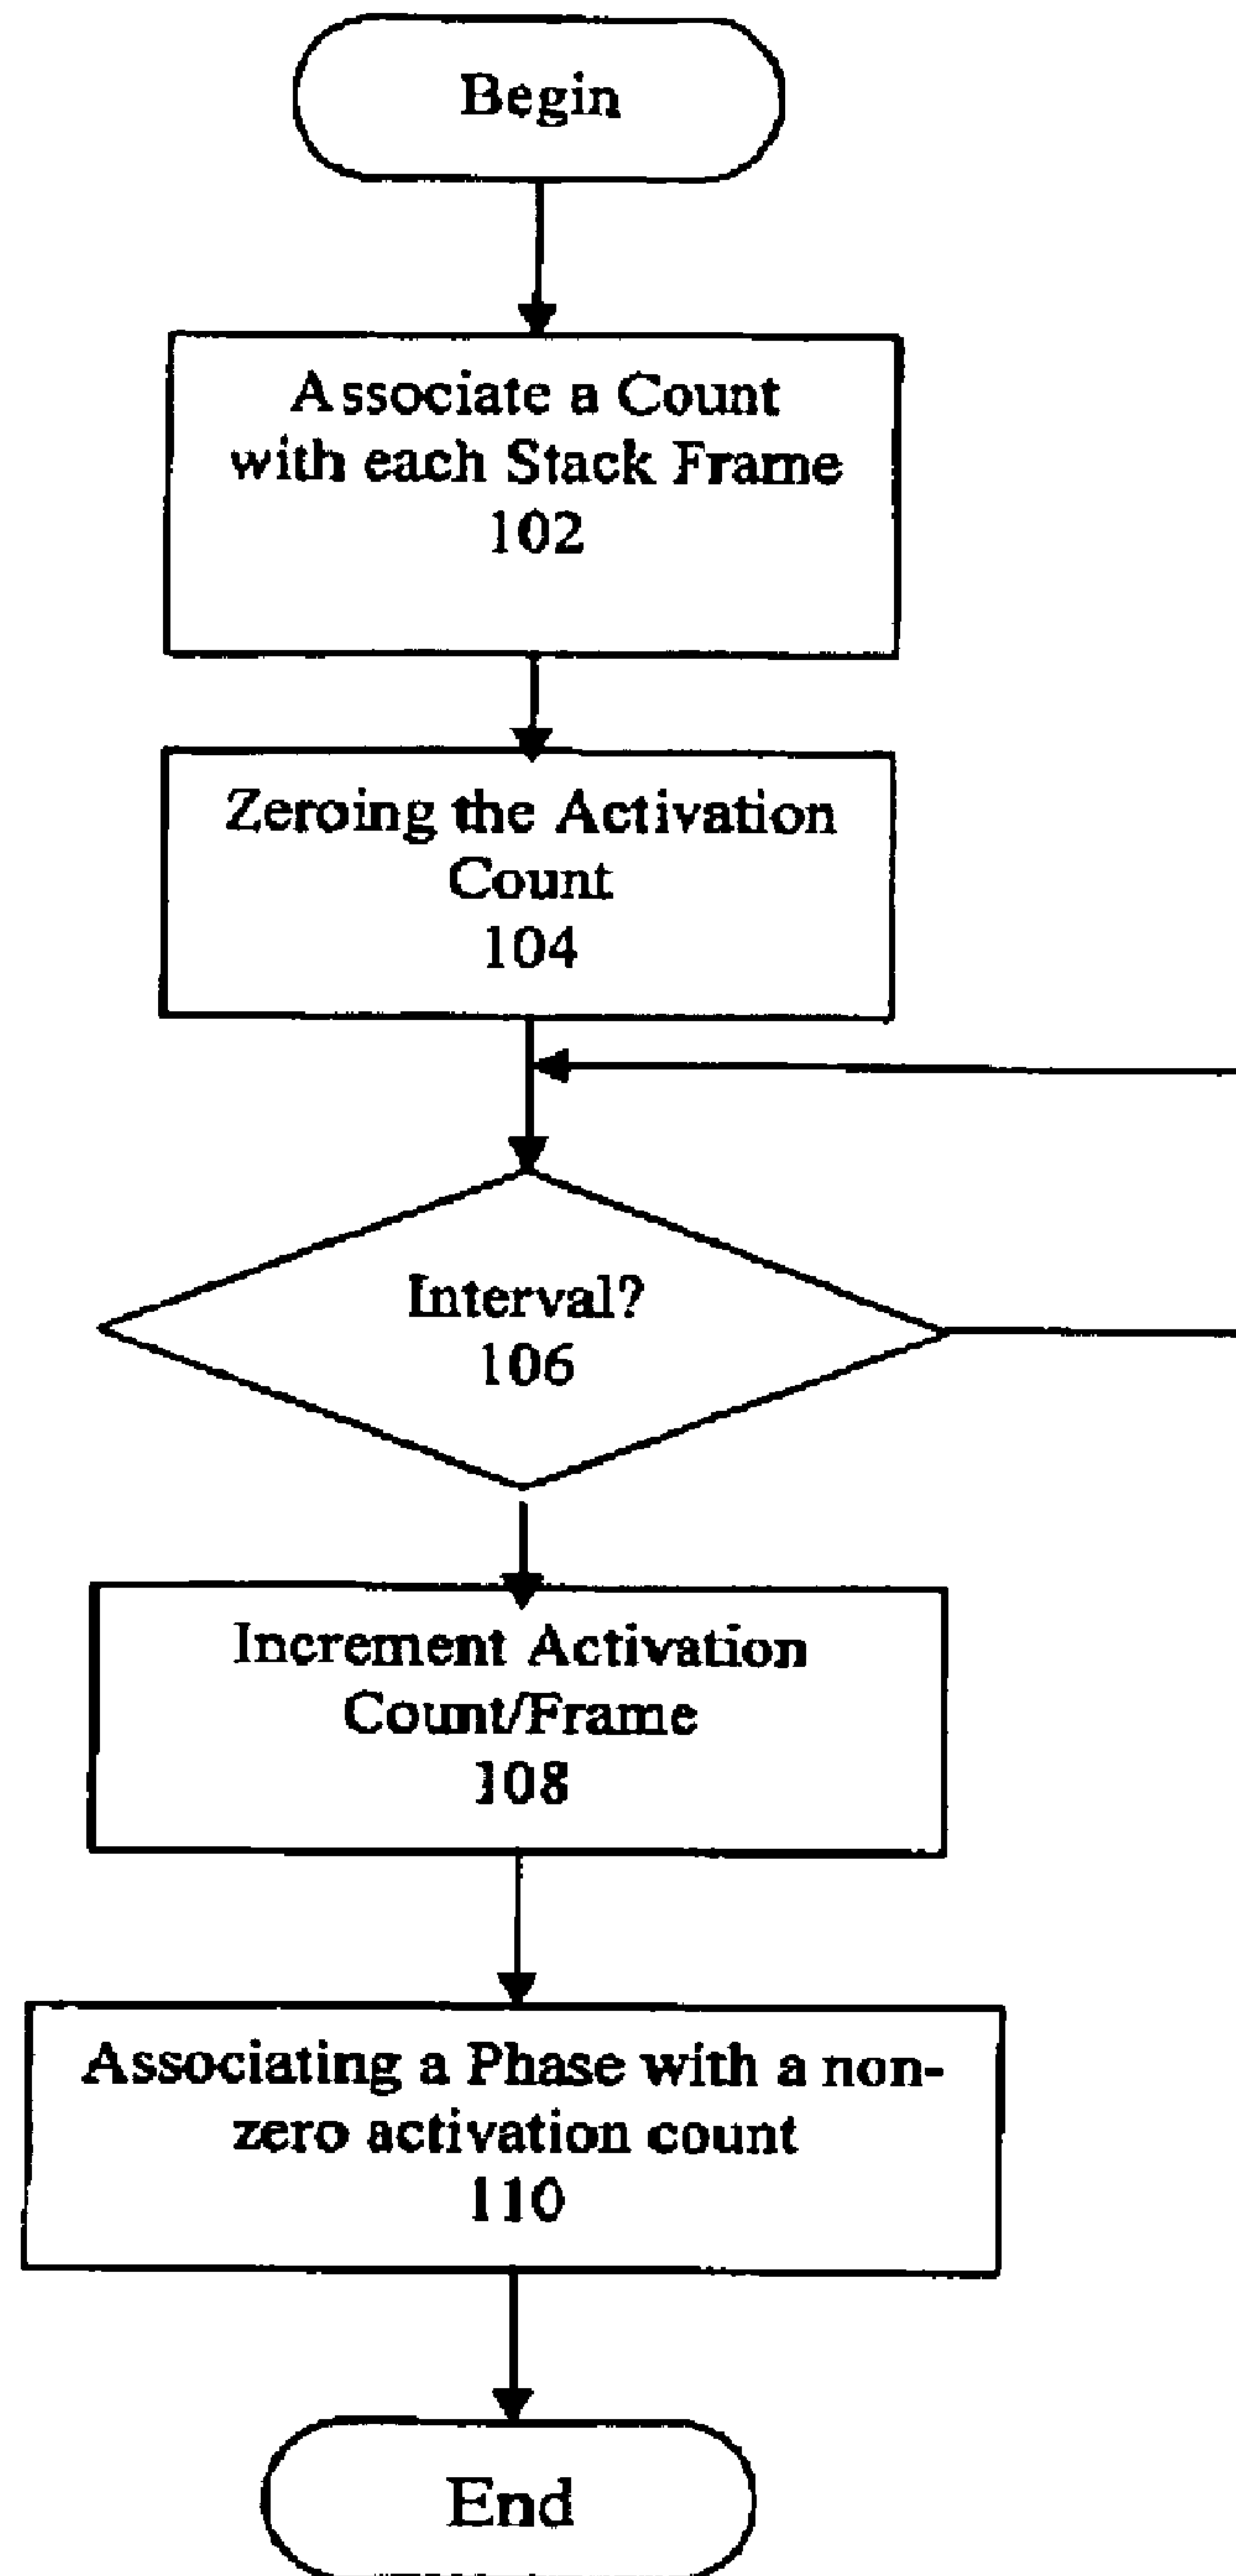 Begin
Associate a Count
with each Stack Frame
102
Zeroing the Activation
Count
104
Interval?
106
Increment Activation
Count/Frame
108
Associating a Phase with a non-
zero activation count
110
End